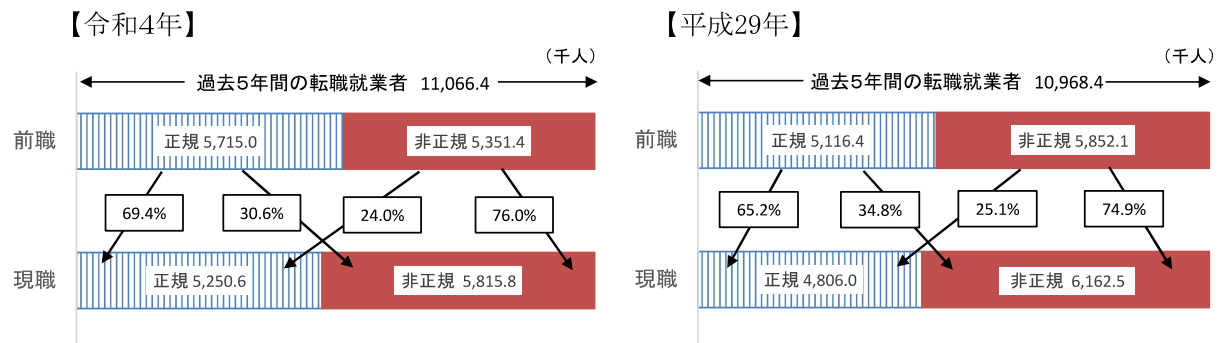 【令和4年】
(千人)
過去5年間の転職就業者 11,066.4
前職
正規 5,715.0
非正規 5,351.4
69.4%
30.6%
24.0%
76.0%
現職
正規 5,250.6
非正規 5,815.8
【平成29年】
(千人)
過去5年間の転職就業者 10,968.4
前職
正規 5,116.4
非正規 5,852.1
65.2%
34.8%
25.1%
74.9%
現職
正規 4,806.0
非正規 6,162.5